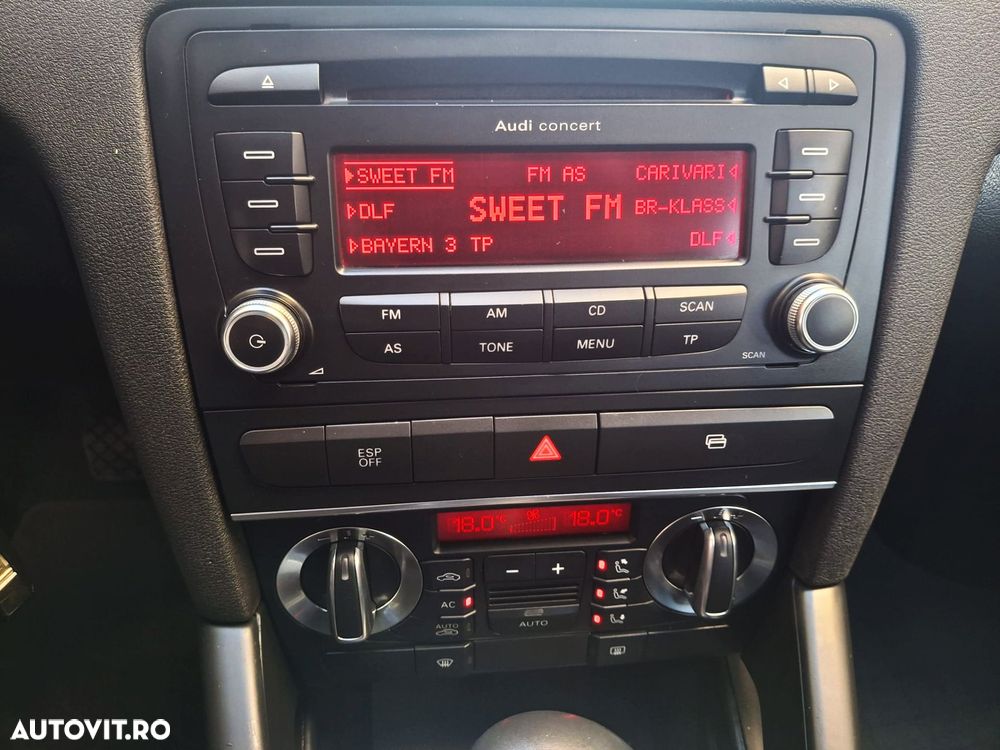 Audi concert
SWEET FM FM AS CARIVARI
DLF SWEET FM BR-KLASS
BAYERN 3 TP DLF
FM AM CD SCAN
AS TONE MENU TP
SCAN
ESP
OFF
18.0°C 18.0°C
AC
AUTO
AUTO
AUTOVIT.RO